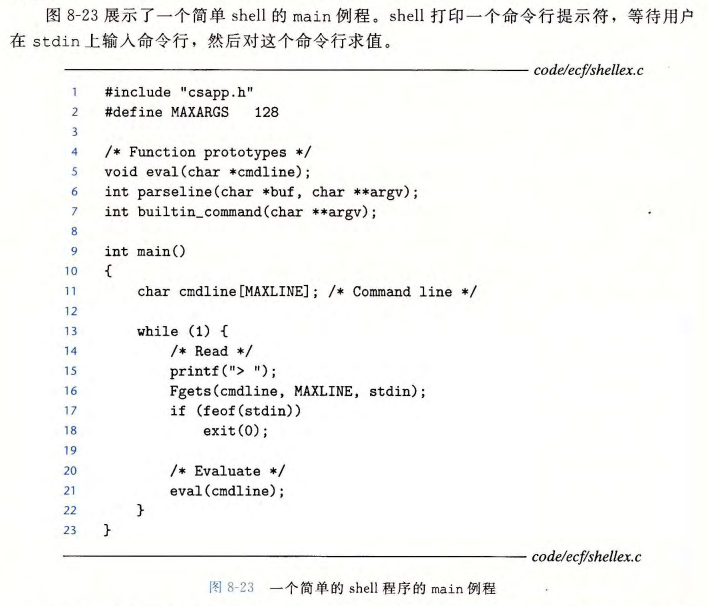 图 8-23 展示了一个简单 shell 的 main 例程。shell 打印一个命令行提示符，等待用户
在 stdin 上输入命令行，然后对这个命令行求值。
code/ecf/shellex.c
1 #include "csapp.h"
2 #define MAXARGS 128
3
4 /* Function prototypes */
5 void eval(char *cmdline);
6 int parseline(char *buf, char **argv);
7 int builtin_command(char **argv);
8
9 int main()
10 {
11 char cmdline[MAXLINE]; /* Command line */
12
13 while (1) {
14 /* Read */
15 printf("> ");
16 Fgets(cmdline, MAXLINE, stdin);
17 if (feof(stdin))
18 exit(0);
19
20 /* Evaluate */
21 eval(cmdline);
22 }
23 }
code/ecf/shellex.c
图 8-23 一个简单的 shell 程序的 main 例程